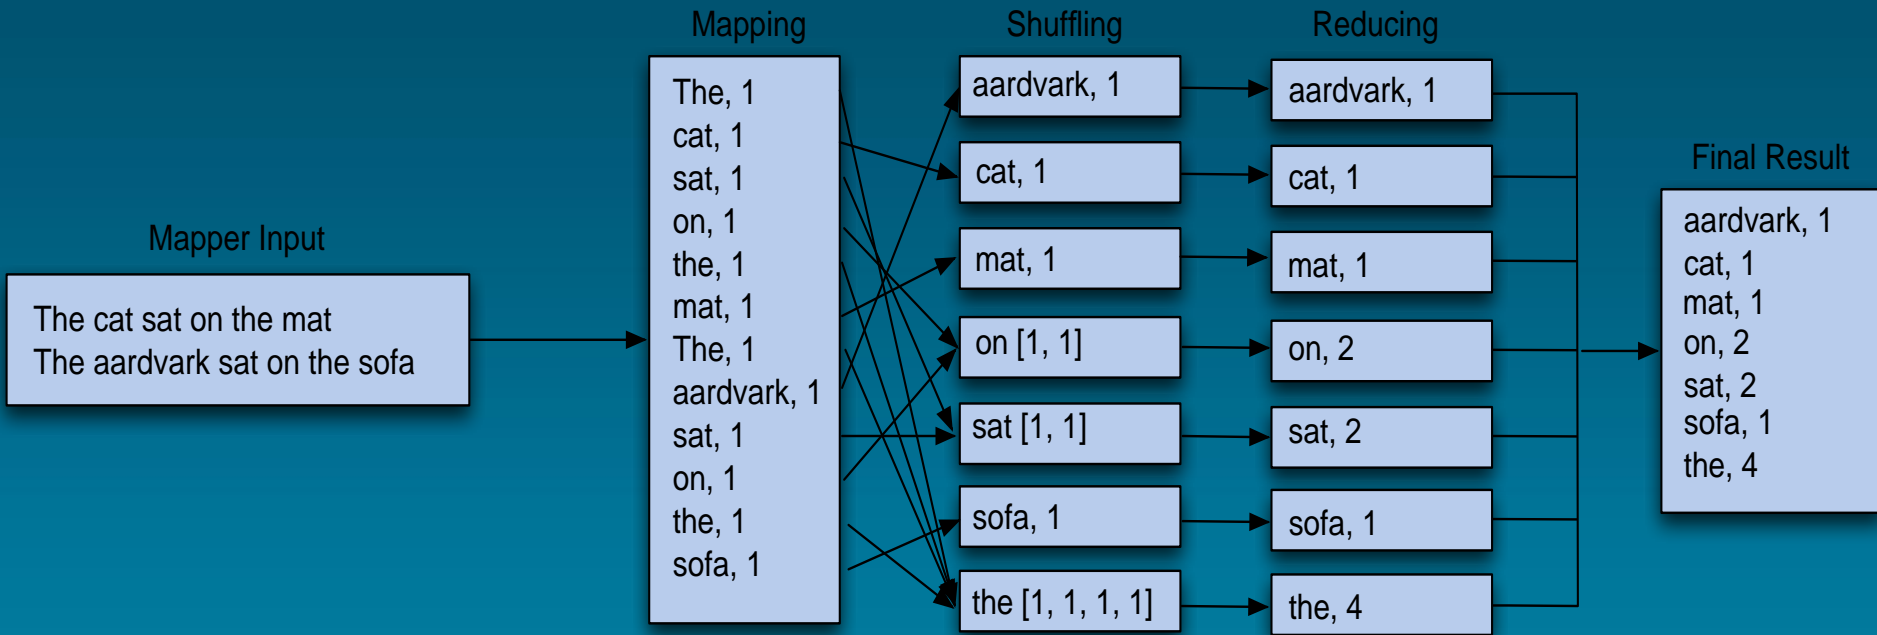 Mapper Input
The cat sat on the mat
The aardvark sat on the sofa
Mapping
The, 1
cat, 1
sat, 1
on, 1
the, 1
mat, 1
The, 1
aardvark, 1
sat, 1
on, 1
the, 1
sofa, 1
Shuffling
aardvark, 1
cat, 1
mat, 1
on [1, 1]
sat [1, 1]
sofa, 1
the [1, 1, 1, 1]
Reducing
aardvark, 1
cat, 1
mat, 1
on, 2
sat, 2
sofa, 1
the, 4
Final Result
aardvark, 1
cat, 1
mat, 1
on, 2
sat, 2
sofa, 1
the, 4